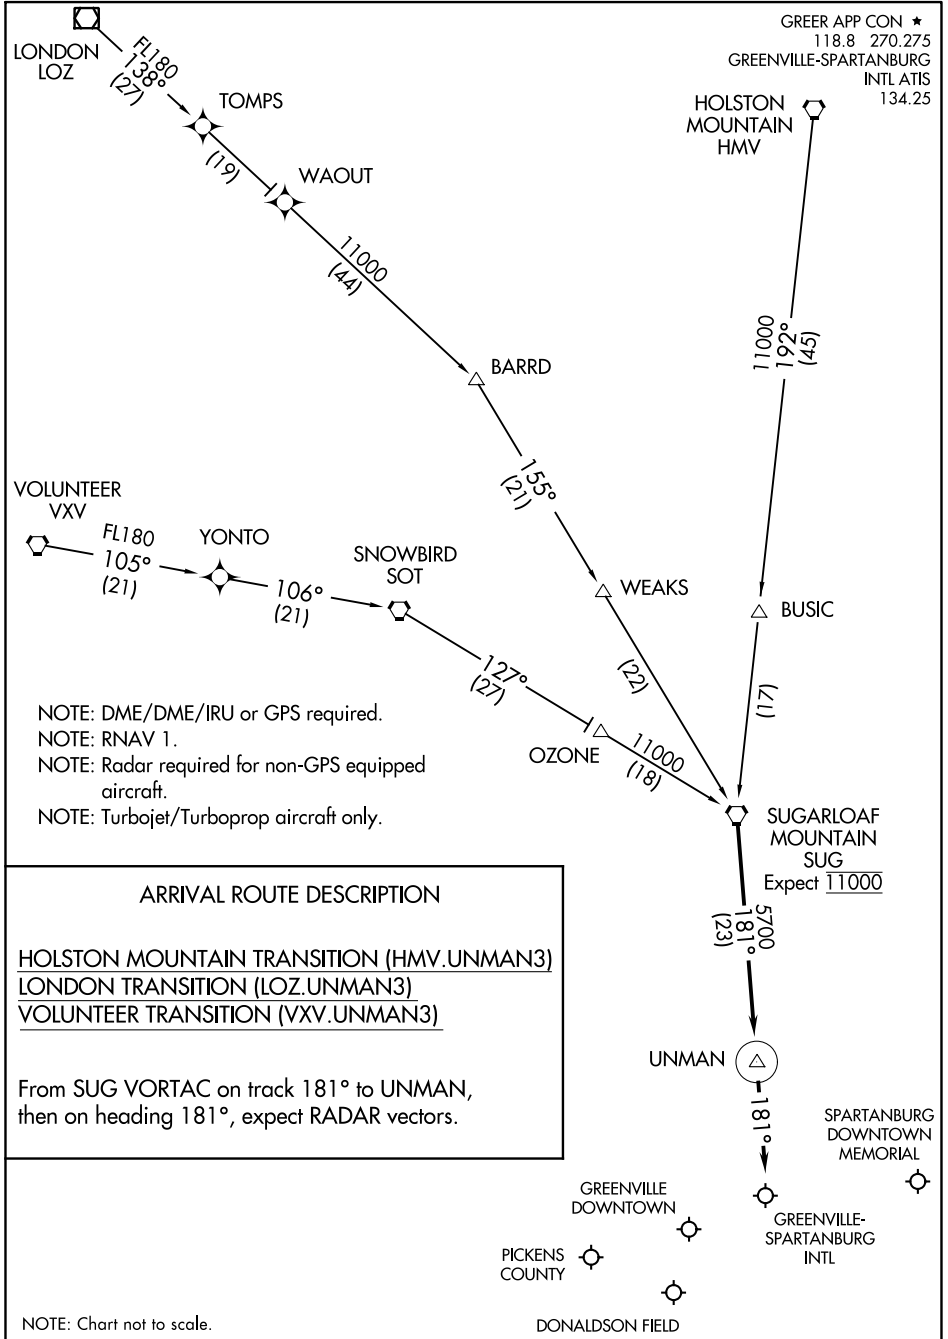 GREER APP CON ★
118.8 270.275
GREENVILLE-SPARTANBURG
INTL ATIS
134.25
LONDON
LOZ
FL180
138°
(27)
TOMPS
(19)
WAOUT
11000
(44)
HOLSTON
MOUNTAIN
HMV
11000
192°
(45)
BARRD
155°
(21)
VOLUNTEER
VXV
FL180
105°
(21)
YONTO
106°
(21)
SNOWBIRD
SOT
WEAKS
BUSIC
(22)
(17)
127°
(27)
OZONE
11000
(18)
NOTE: DME/DME/IRU or GPS required.
NOTE: RNAV 1.
NOTE: Radar required for non-GPS equipped
aircraft.
NOTE: Turbojet/Turboprop aircraft only.
SUGARLOAF
MOUNTAIN
SUG
Expect 11000
5700
181°
(23)
ARRIVAL ROUTE DESCRIPTION
HOLSTON MOUNTAIN TRANSITION (HMV.UNMAN3)
LONDON TRANSITION (LOZ.UNMAN3)
VOLUNTEER TRANSITION (VXV.UNMAN3)
From SUG VORTAC on track 181° to UNMAN,
then on heading 181°, expect RADAR vectors.
UNMAN
181°
SPARTANBURG
DOWNTOWN
MEMORIAL
GREENVILLE
DOWNTOWN
GREENVILLE-
SPARTANBURG
INTL
PICKENS
COUNTY
DONALDSON FIELD
NOTE: Chart not to scale.